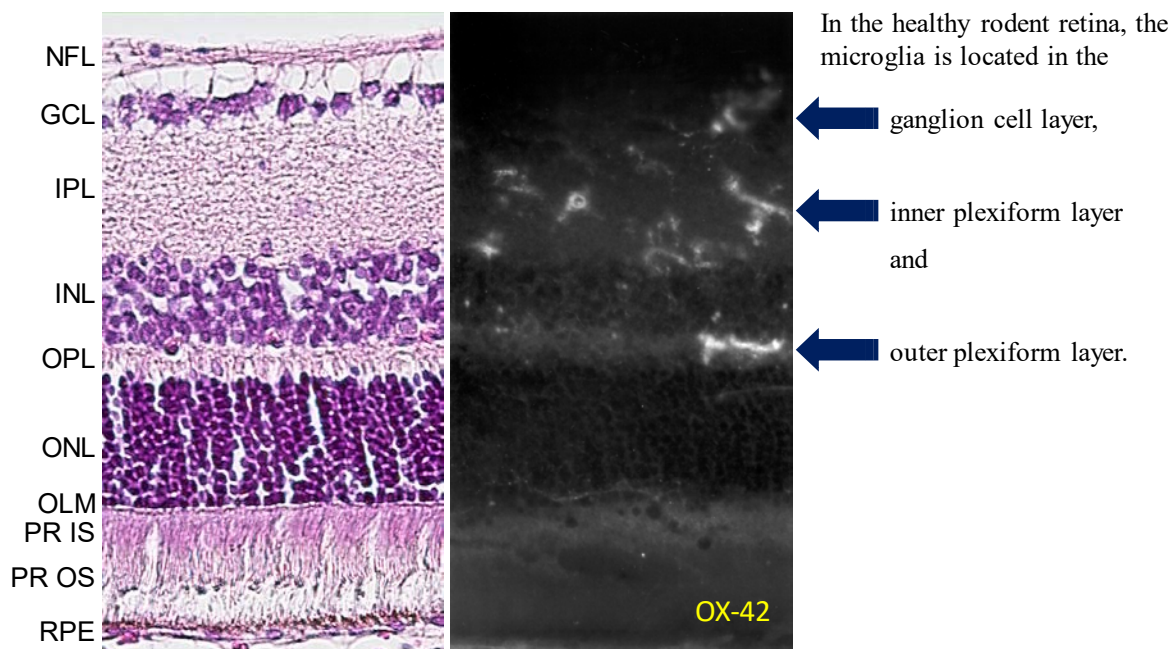 NFL
GCL
IPL
INL
OPL
ONL
OLM
PR IS
PR OS
RPE
OX-42
In the healthy rodent retina, the
microglia is located in the
ganglion cell layer,
inner plexiform layer
and
outer plexiform layer.